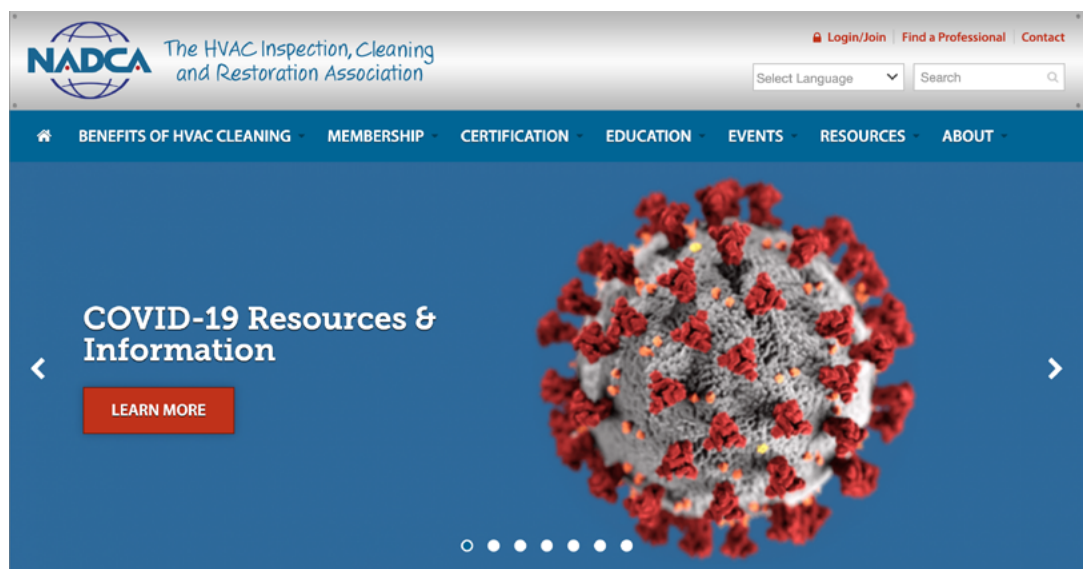 NADCA
The HVAC Inspection, Cleaning
and Restoration Association
Login/Join
Find a Professional
Contact
Select Language
Search
BENEFITS OF HVAC CLEANING
MEMBERSHIP
CERTIFICATION
EDUCATION
EVENTS
RESOURCES
ABOUT
COVID-19 Resources &
Information
LEARN MORE